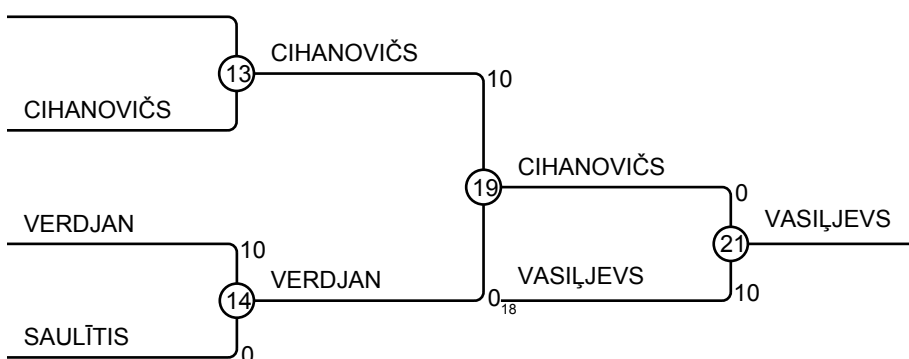 CIHANOVIČS
13
10
CIHANOVIČS
CIHANOVIČS
19
0
VERDJAN
VASIĻJEVS
21
10
VERDJAN
VASIĻJEVS
14
0
18
10
SAULĪTIS
0